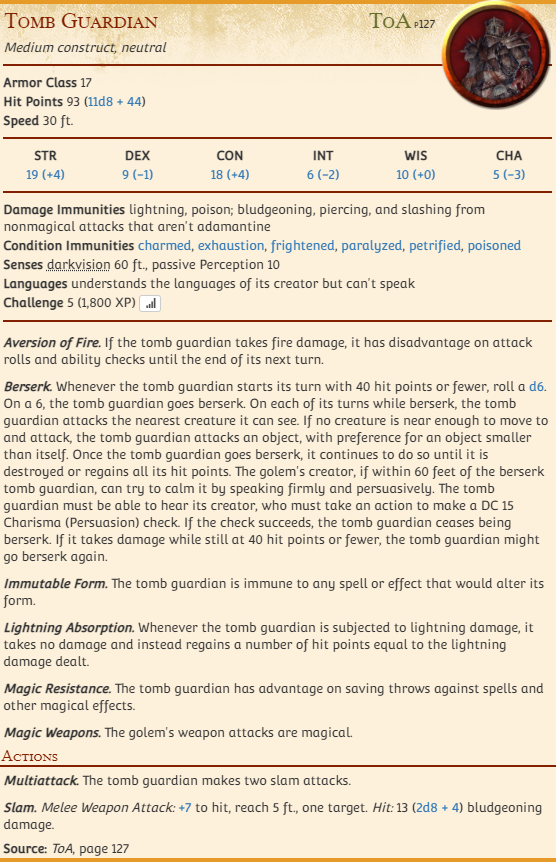 Tomb Guardian
ToA p127
Medium construct, neutral
Armor Class 17
Hit Points 93 (11d8 + 44)
Speed 30 ft.
STR DEX CON INT WIS CHA
19 (+4) 9 (−1) 18 (+4) 6 (−2) 10 (+0) 5 (−3)
Damage Immunities lightning, poison; bludgeoning, piercing, and slashing from
nonmagical attacks that aren't adamantine
Condition Immunities charmed, exhaustion, frightened, paralyzed, petrified, poisoned
Senses darkvision 60 ft., passive Perception 10
Languages understands the languages of its creator but can't speak
Challenge 5 (1,800 XP)
Aversion of Fire. If the tomb guardian takes fire damage, it has disadvantage on attack
rolls and ability checks until the end of its next turn.
Berserk. Whenever the tomb guardian starts its turn with 40 hit points or fewer, roll a d6.
On a 6, the tomb guardian goes berserk. On each of its turns while berserk, the tomb
guardian attacks the nearest creature it can see. If no creature is near enough to move to
and attack, the tomb guardian attacks an object, with preference for an object smaller
than itself. Once the tomb guardian goes berserk, it continues to do so until it is
destroyed or regains all its hit points. The golem's creator, if within 60 feet of the berserk
tomb guardian, can try to calm it by speaking firmly and persuasively. The tomb
guardian must be able to hear its creator, who must take an action to make a DC 15
Charisma (Persuasion) check. If the check succeeds, the tomb guardian ceases being
berserk. If it takes damage while still at 40 hit points or fewer, the tomb guardian might
go berserk again.
Immutable Form. The tomb guardian is immune to any spell or effect that would alter its
form.
Lightning Absorption. Whenever the tomb guardian is subjected to lightning damage, it
takes no damage and instead regains a number of hit points equal to the lightning
damage dealt.
Magic Resistance. The tomb guardian has advantage on saving throws against spells and
other magical effects.
Magic Weapons. The golem's weapon attacks are magical.
Actions
Multiattack. The tomb guardian makes two slam attacks.
Slam. Melee Weapon Attack: +7 to hit, reach 5 ft., one target. Hit: 13 (2d8 + 4) bludgeoning
damage.
Source: ToA, page 127